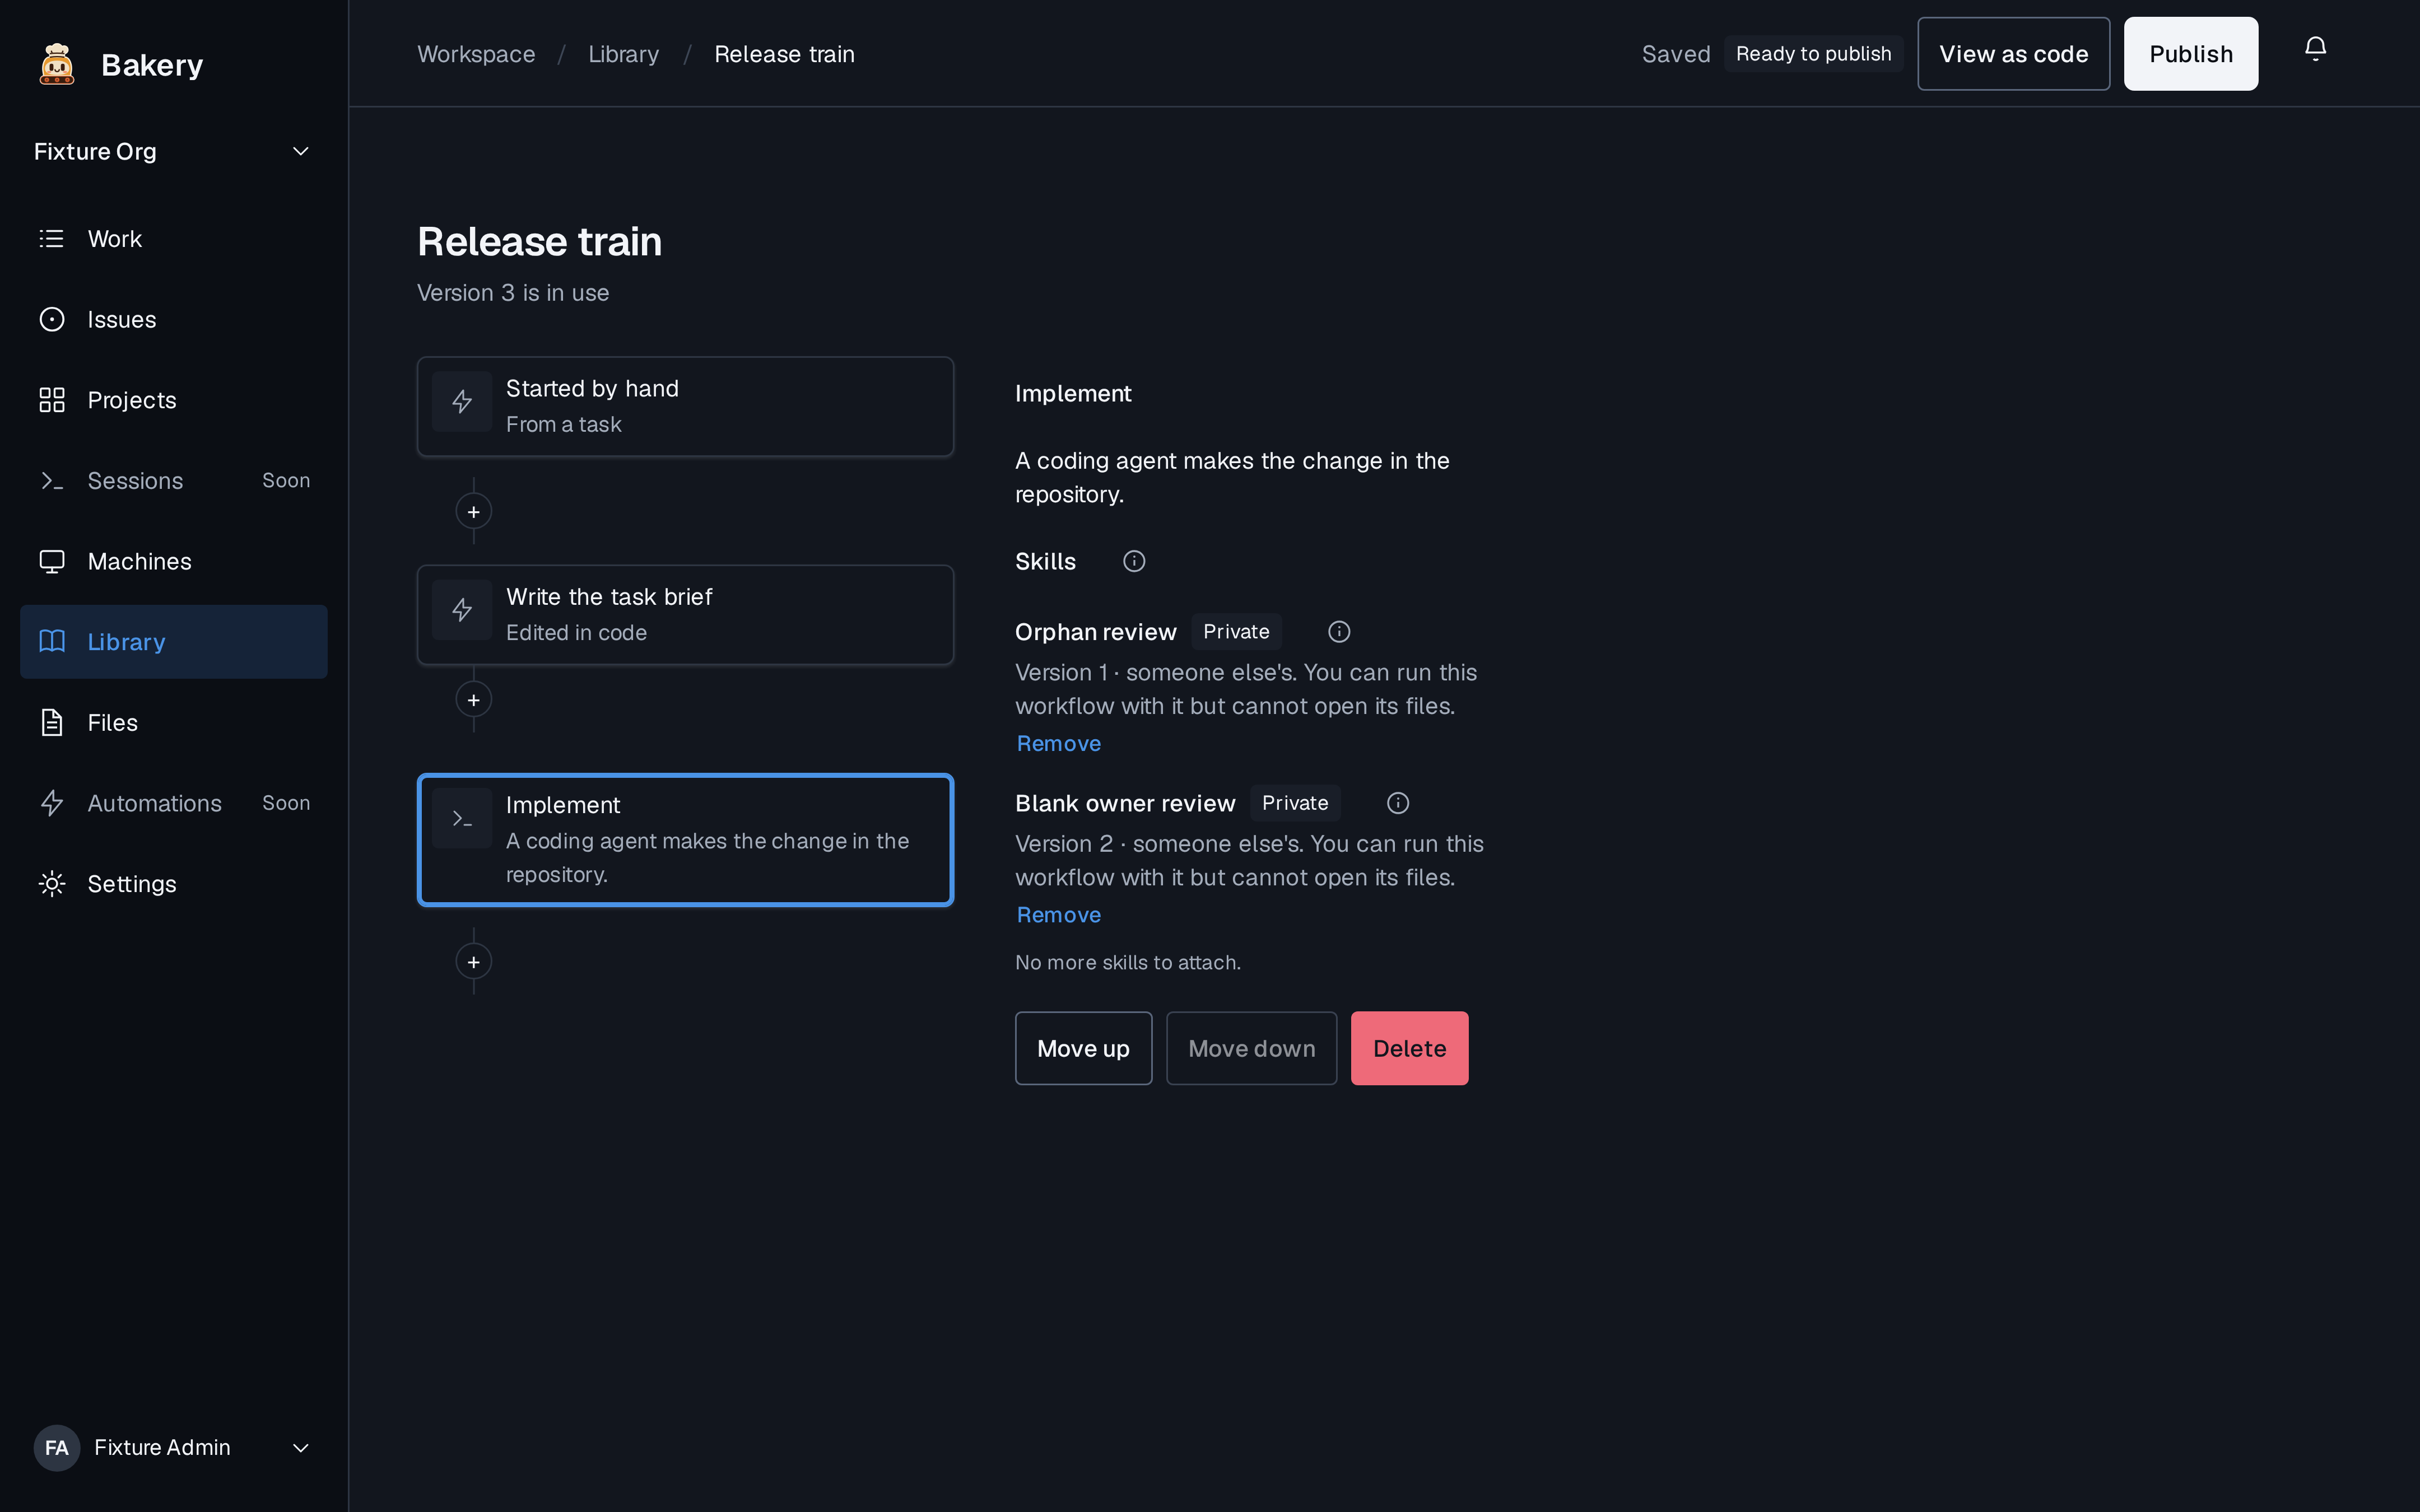 Bakery
Fixture Org
Work
Issues
Projects
Sessions Soon
Machines
Library
Files
Automations Soon
Settings
FA Fixture Admin
Workspace / Library / Release train
Saved Ready to publish View as code Publish
Release train
Version 3 is in use
Started by hand
From a task
+
Write the task brief
Edited in code
+
Implement
A coding agent makes the change in the
repository.
+
Implement
A coding agent makes the change in the
repository.
Skills
Orphan review Private
Version 1 · someone else's. You can run this
workflow with it but cannot open its files.
Remove
Blank owner review Private
Version 2 · someone else's. You can run this
workflow with it but cannot open its files.
Remove
No more skills to attach.
Move up Move down Delete